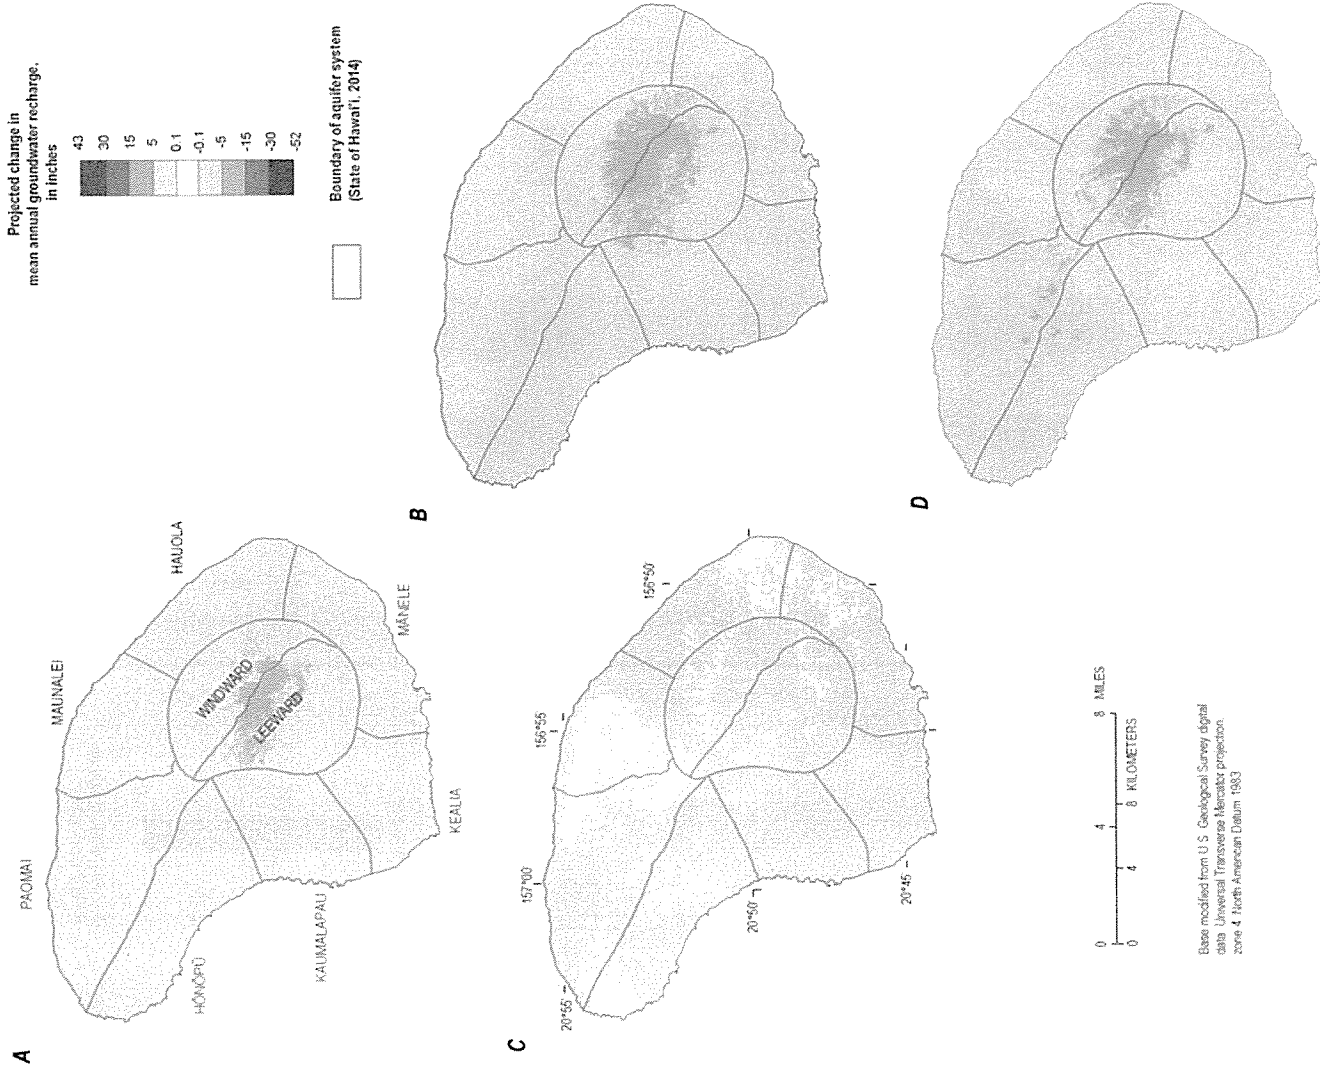 Projected change in
mean annual groundwater recharge,
in inches
43
30
15
5
0.1
-0.1
-5
-15
-30
-52
Boundary of aquifer system
(State of Hawai'i, 2014)
A
PAOMAI
MAUNALEI
HAUOLA
WINDWARD
LEEWARD
HONOPŪ
KAUMALAPAU
KEALIA
MĀNELE
B
C
157°00'
156°55'
156°50'
20°55'
20°50'
20°45'
D
0 4 8 MILES
0 4 8 KILOMETERS
Base modified from U.S. Geological Survey digital
data. Universal Transverse Mercator projection,
zone 4. North American Datum 1983